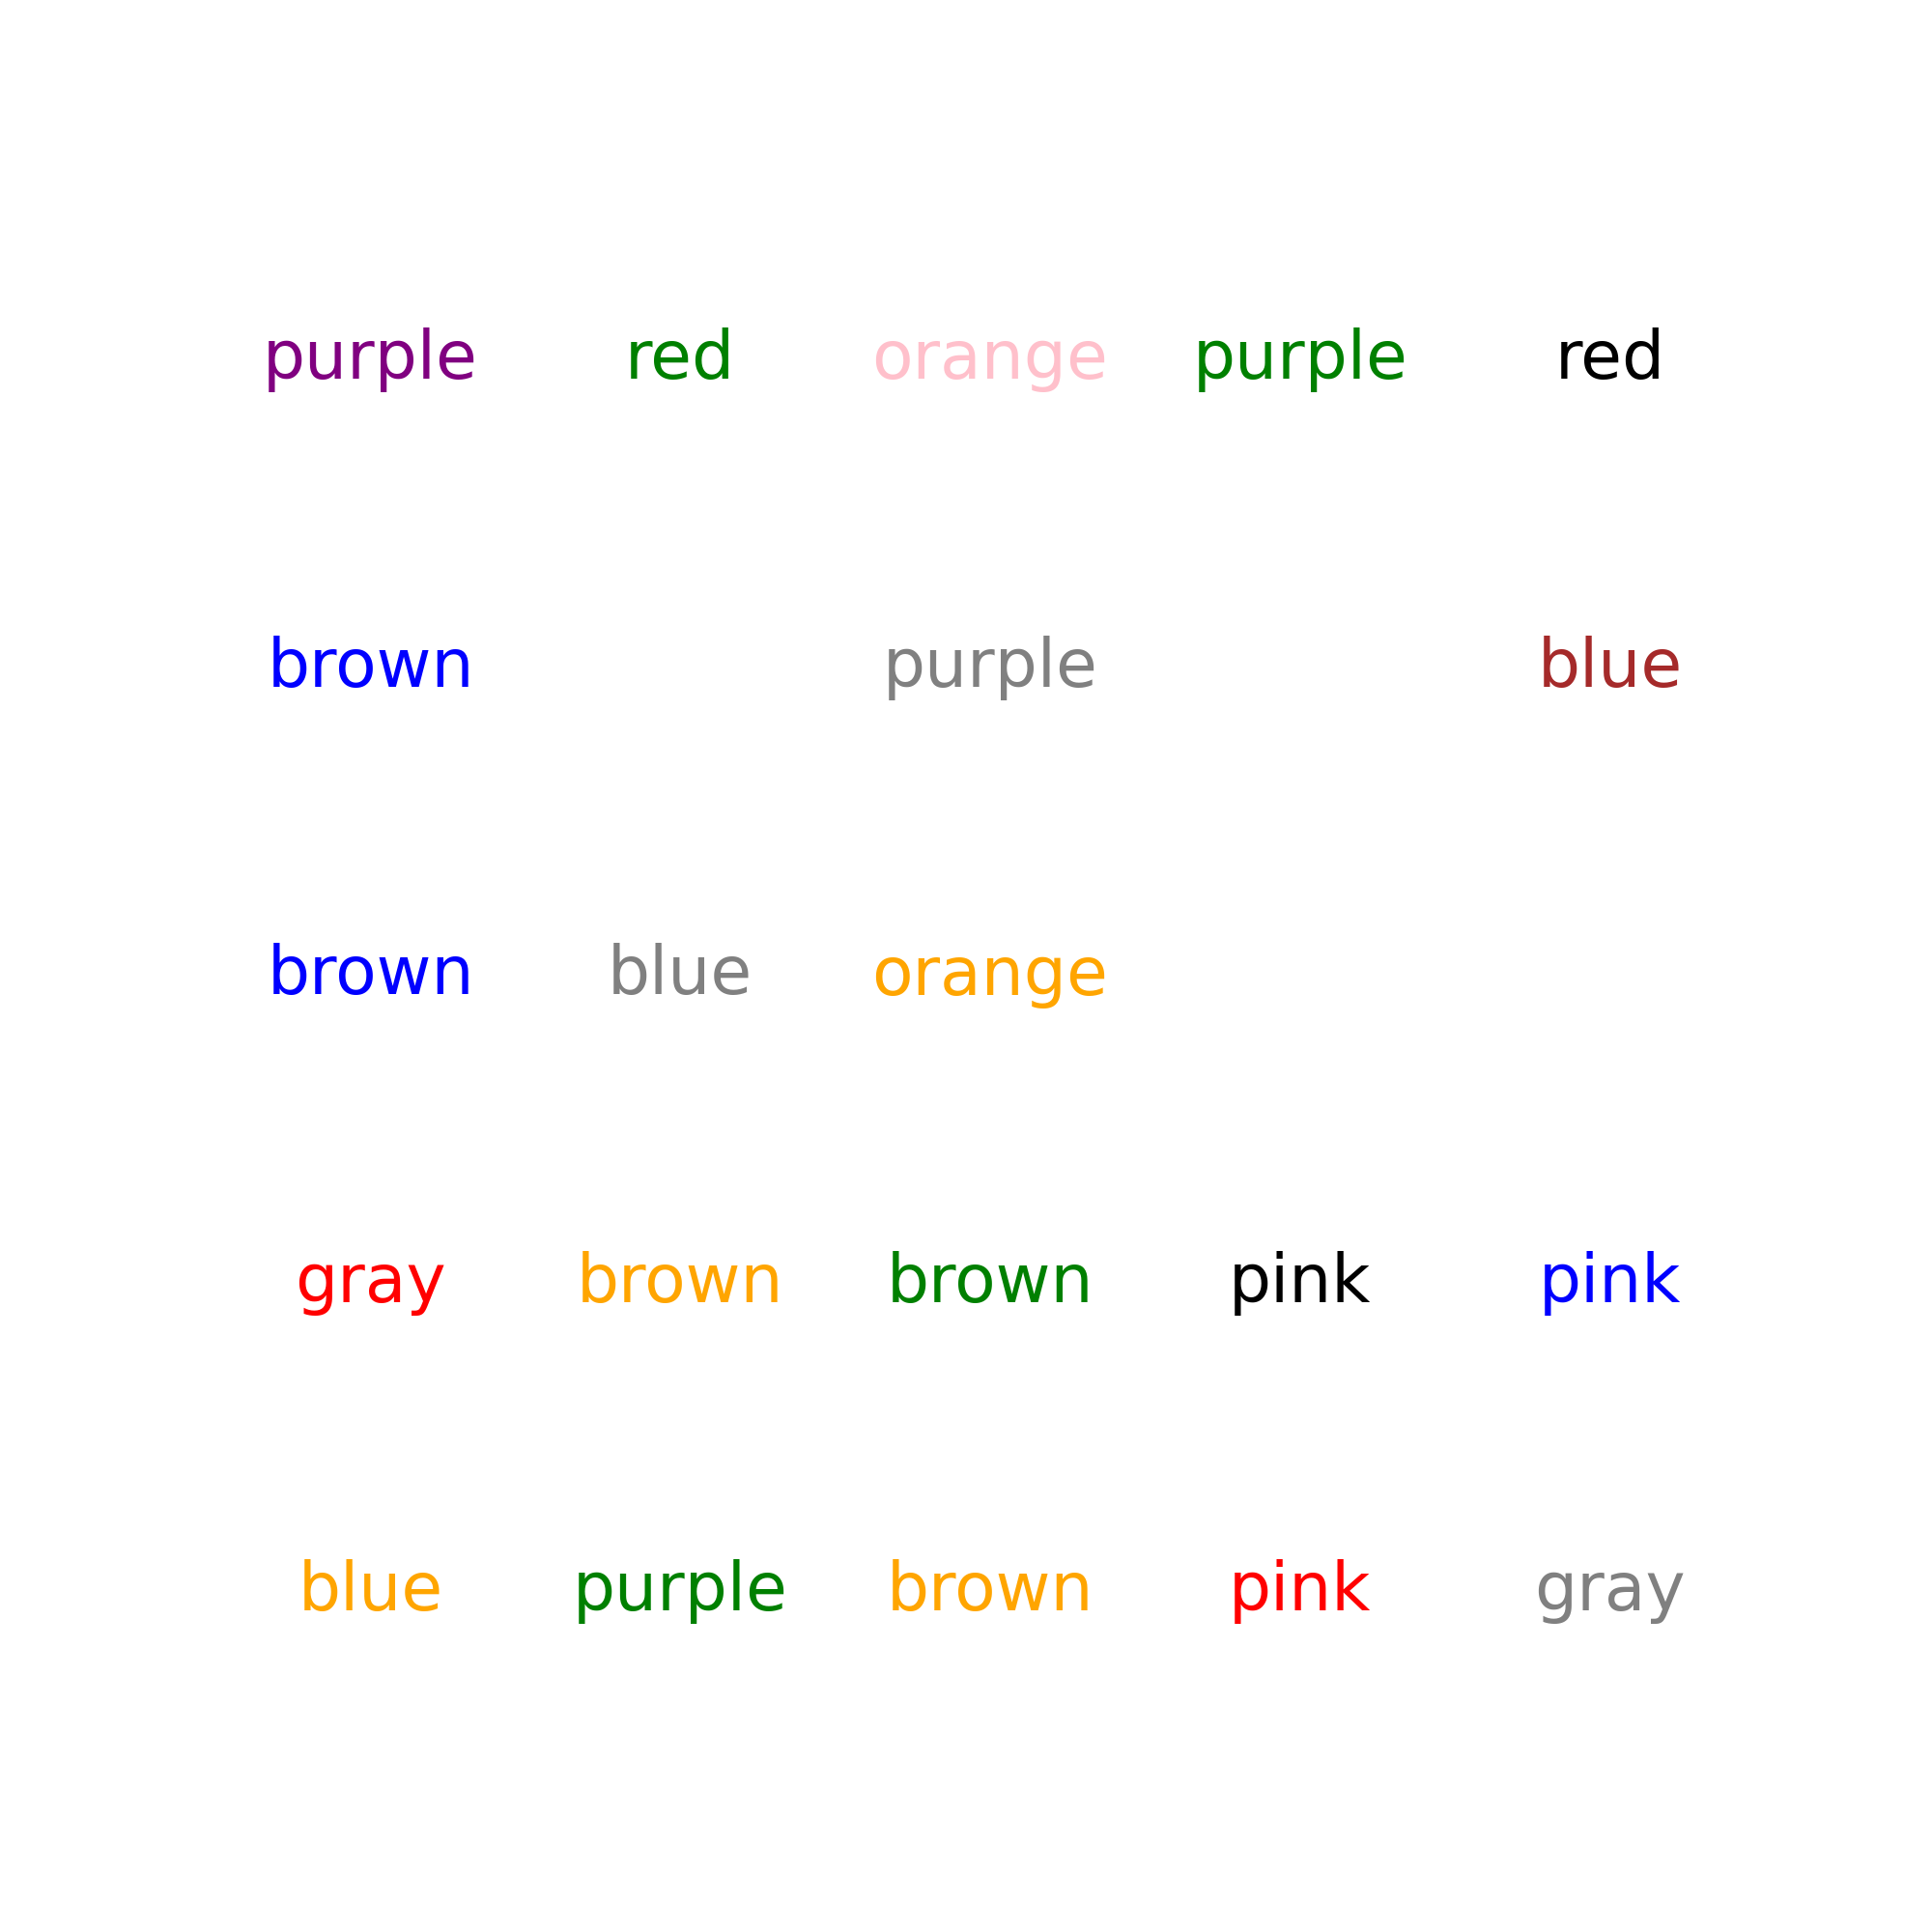 purple red orange purple red
brown purple blue
brown blue orange
gray brown brown pink pink
blue purple brown pink gray